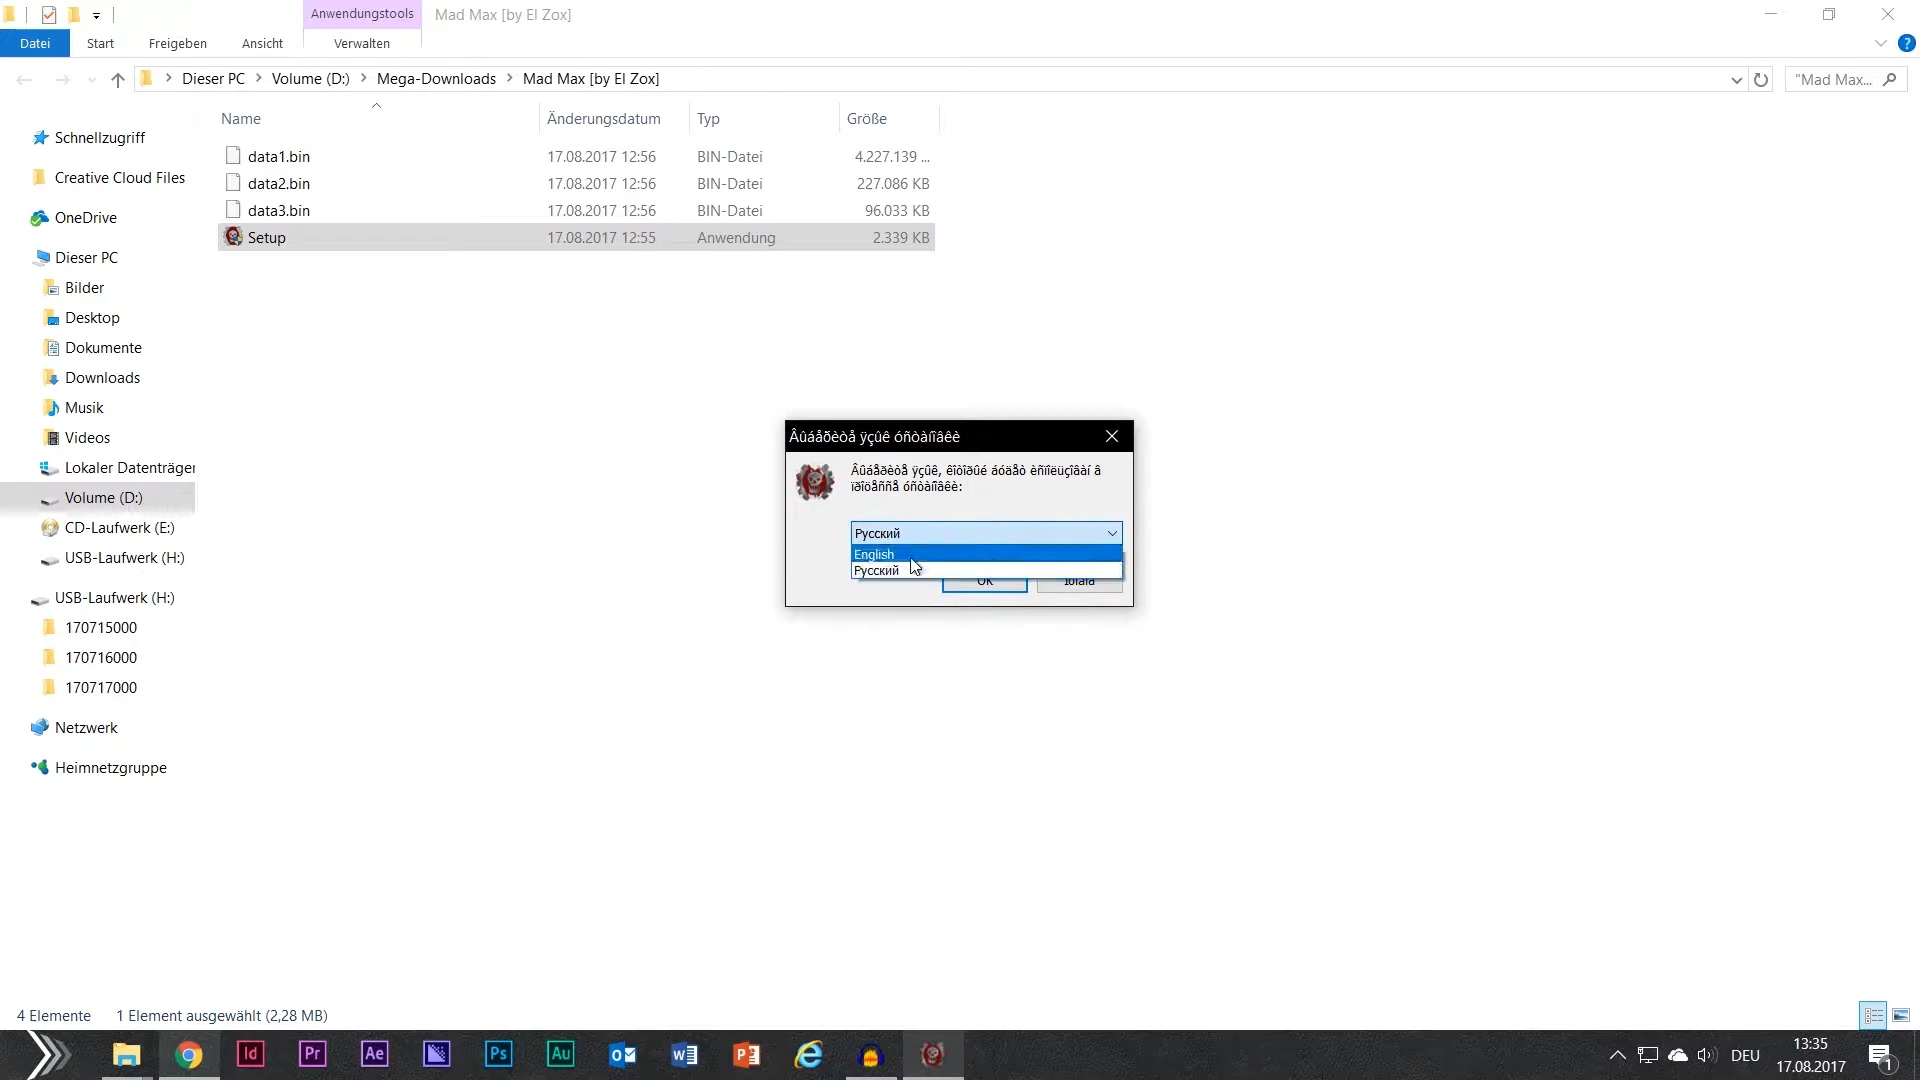 Anwendungstools
Mad Max [by El Zox]
Datei
Start
Freigeben
Ansicht
Verwalten
Dieser PC
Volume (D:)
Mega-Downloads
Mad Max [by El Zox]
"Mad Max...
Name
Änderungsdatum
Typ
Größe
data1.bin 17.08.2017 12:56 BIN-Datei 4.227.139 ...
data2.bin 17.08.2017 12:56 BIN-Datei 227.086 KB
data3.bin 17.08.2017 12:56 BIN-Datei 96.033 KB
Setup 17.08.2017 12:55 Anwendung 2.339 KB
Schnellzugriff
Creative Cloud Files
OneDrive
Dieser PC
Bilder
Desktop
Dokumente
Downloads
Musik
Videos
Lokaler Datenträger
Volume (D:)
CD-Laufwerk (E:)
USB-Laufwerk (H:)
USB-Laufwerk (H:)
170715000
170716000
170717000
Netzwerk
Heimnetzgruppe
Âûáåðèòå ÿçûê óñòàíîâêè
Âûáåðèòå ÿçûê, êîòîðûé áóäåò èñïîëüçîâàí â
ïðîöåññå óñòàíîâêè:
Русский
English
Русский
OK
4 Elemente
1 Element ausgewählt (2,28 MB)
Id
Pr
Ae
Ps
Au
DEU
13:35
17.08.2017
1